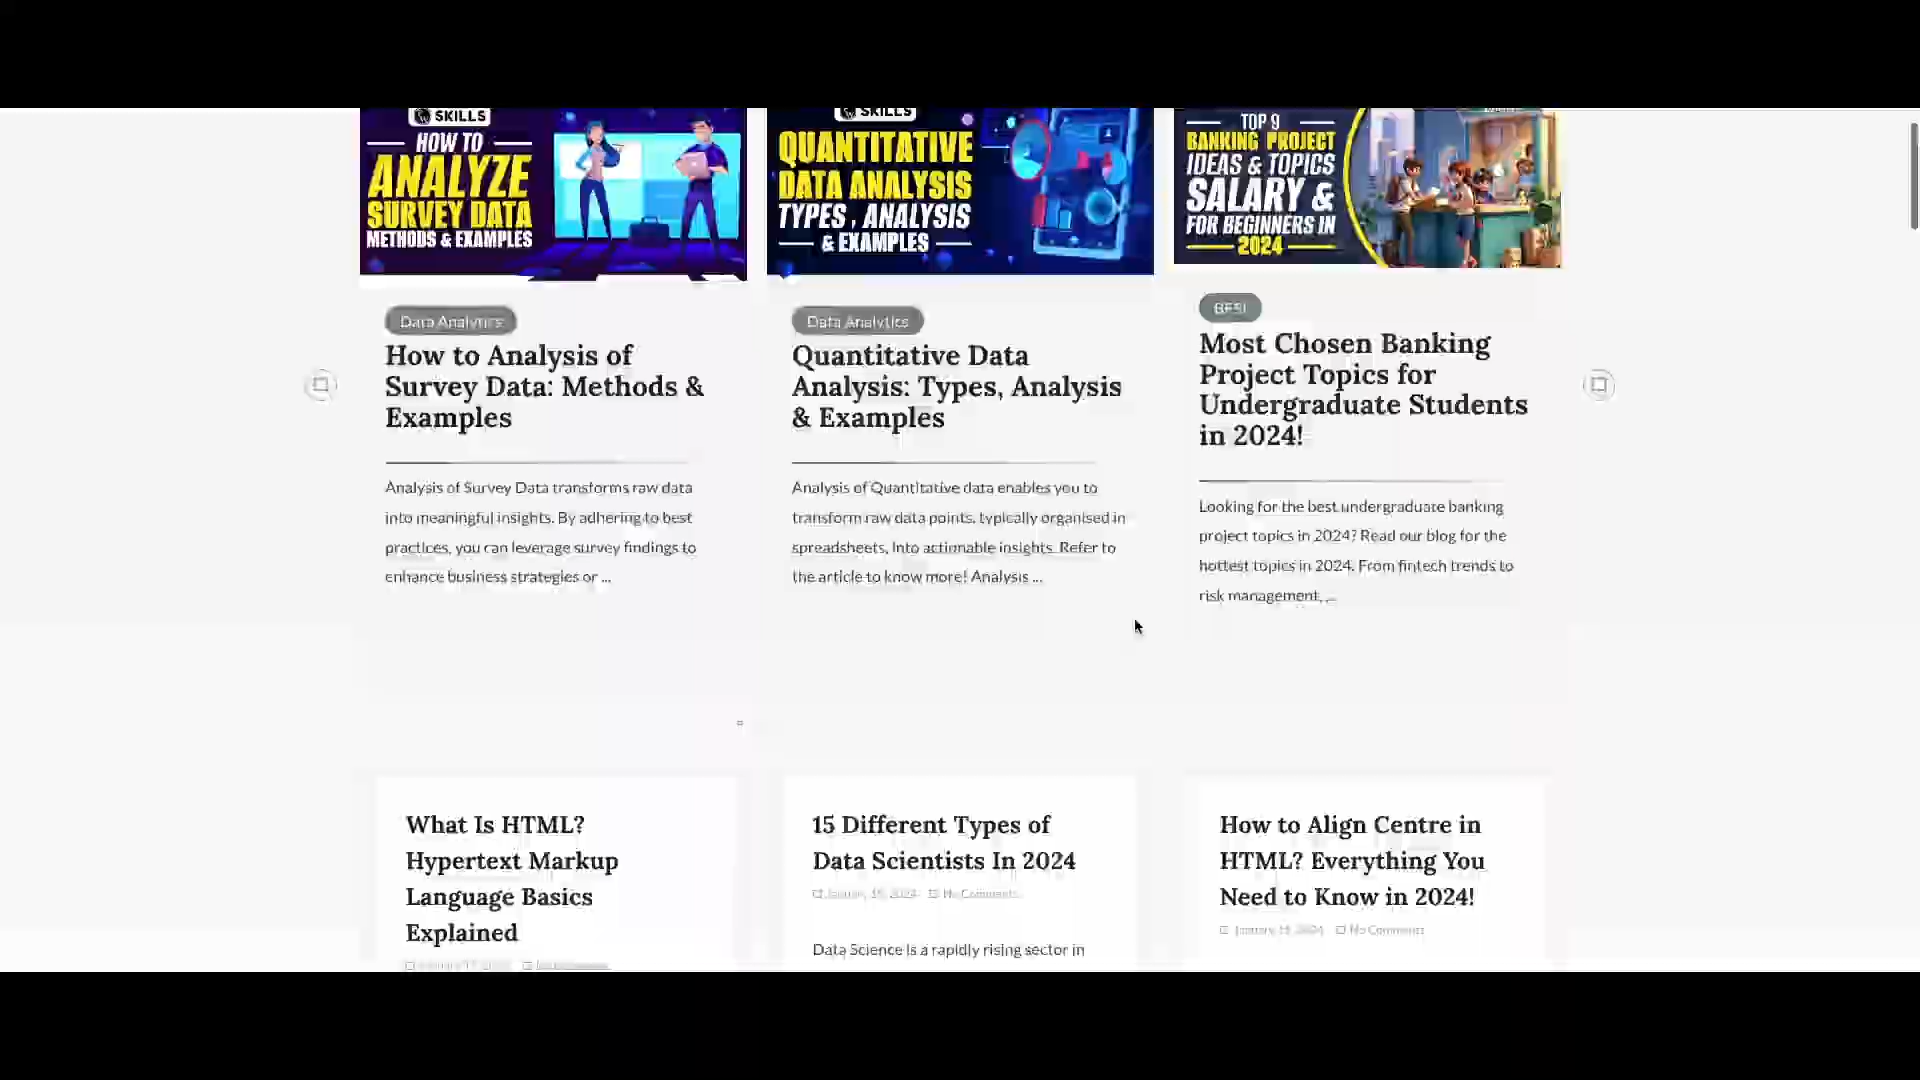 SKILLS
HOW TO
ANALYZE
SURVEY DATA
METHODS & EXAMPLES
Data Analytics
How to Analysis of
Survey Data: Methods &
Examples
Analysis of Survey Data transforms raw data
into meaningful insights. By adhering to best
practices, you can leverage survey findings to
enhance business strategies or ...
SKILLS
QUANTITATIVE
DATA ANALYSIS
TYPES, ANALYSIS
& EXAMPLES
Data Analytics
Quantitative Data
Analysis: Types, Analysis
& Examples
Analysis of Quantitative data enables you to
transform raw data points, typically organised in
spreadsheets, into actionable insights. Refer to
the article to know more! Analysis ...
TOP 9
BANKING PROJECT
IDEAS & TOPICS
SALARY &
FOR BEGINNERS IN
2024
BFSI
Most Chosen Banking
Project Topics for
Undergraduate Students
in 2024!
Looking for the best undergraduate banking
project topics in 2024? Read our blog for the
hottest topics in 2024. From fintech trends to
risk management, ...
What Is HTML?
Hypertext Markup
Language Basics
Explained
15 Different Types of
Data Scientists In 2024
January 15, 2024 No Comments
Data Science is a rapidly rising sector in
How to Align Centre in
HTML? Everything You
Need to Know in 2024!
January 2024 No Comments